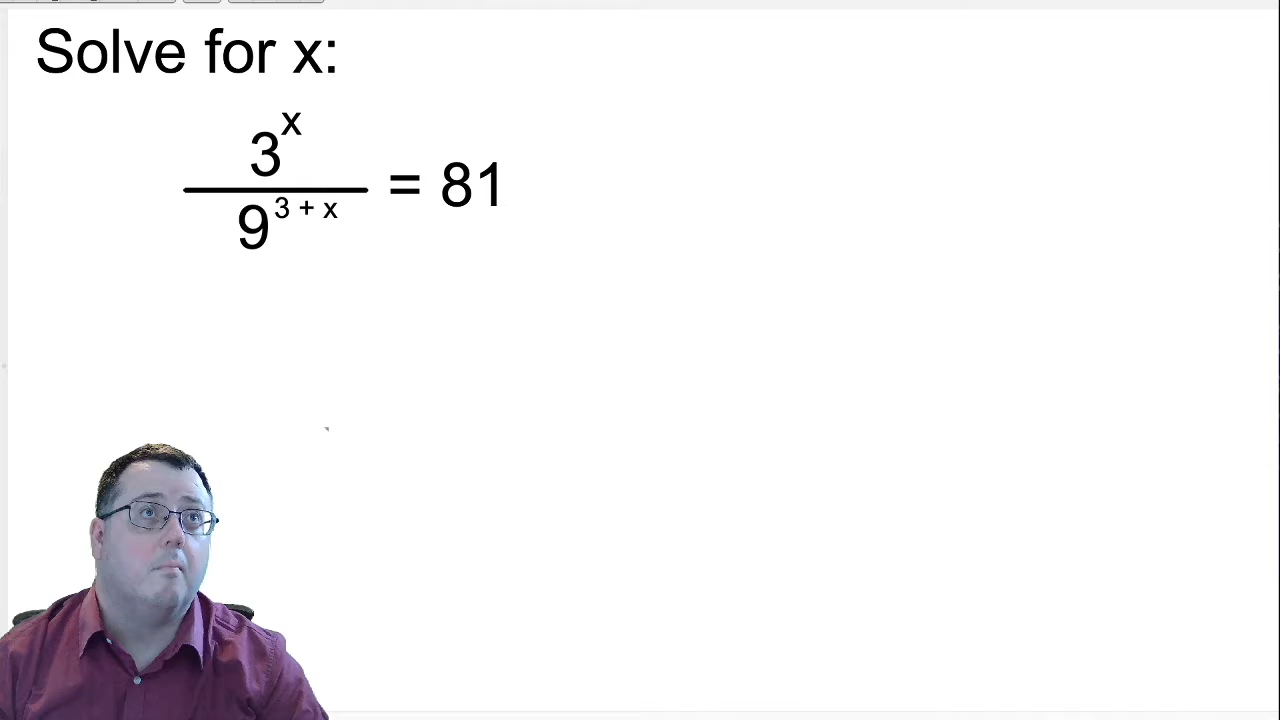 Solve for x:
3^x
9^(3 + x)
= 81